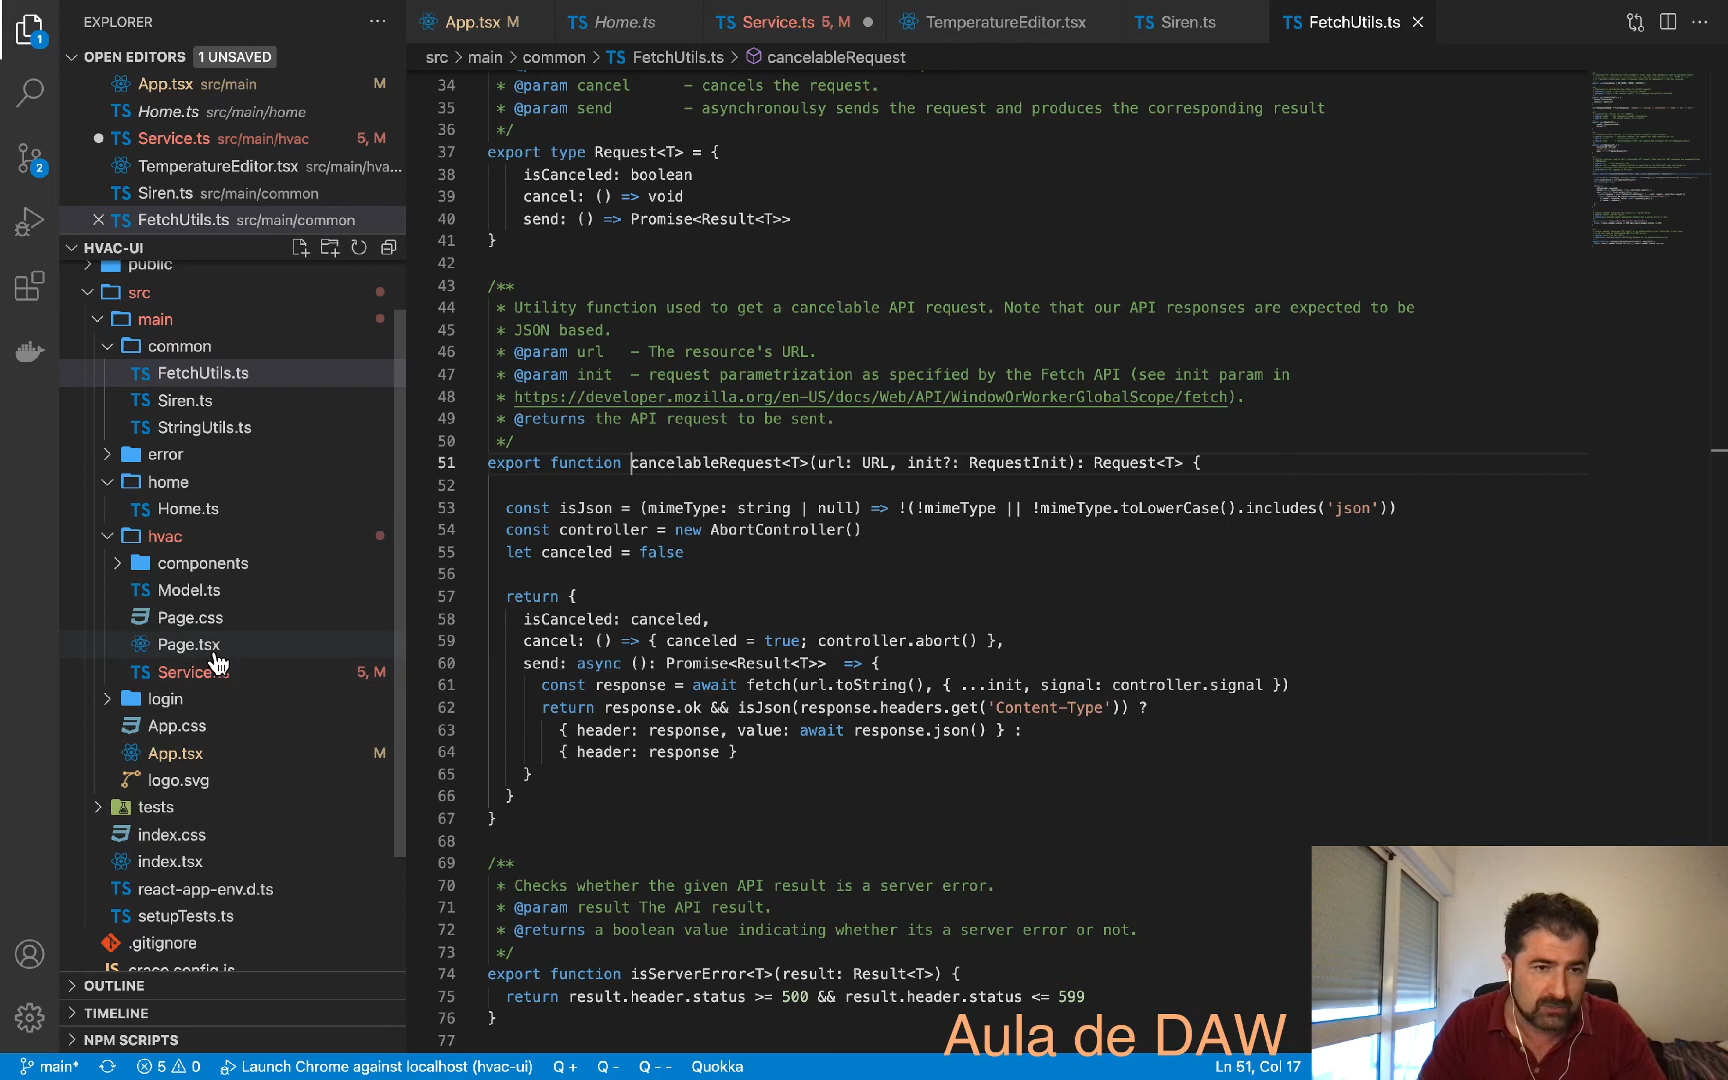 EXPLORER
OPEN EDITORS 1 UNSAVED
App.tsx src/main M
Home.ts src/main/home
Service.ts src/main/hvac 5, M
TemperatureEditor.tsx src/main/hva...
Siren.ts src/main/common
FetchUtils.ts src/main/common
HVAC-UI
public
src
main
common
FetchUtils.ts
Siren.ts
StringUtils.ts
error
home
Home.ts
hvac
components
Model.ts
Page.css
Page.tsx
Service.ts 5, M
login
App.css
App.tsx M
logo.svg
tests
index.css
index.tsx
react-app-env.d.ts
setupTests.ts
.gitignore
craco.config.js
OUTLINE
TIMELINE
NPM SCRIPTS
App.tsx M Home.ts Service.ts 5, M TemperatureEditor.tsx Siren.ts FetchUtils.ts
src > main > common > FetchUtils.ts > cancelableRequest
34 * @param cancel - cancels the request.
35 * @param send - asynchronoulsy sends the request and produces the corresponding result
36 */
37 export type Request<T> = {
38 isCanceled: boolean
39 cancel: () => void
40 send: () => Promise<Result<T>>
41 }
42
43 /**
44 * Utility function used to get a cancelable API request. Note that our API responses are expected to be
45 * JSON based.
46 * @param url - The resource's URL.
47 * @param init - request parametrization as specified by the Fetch API (see init param in
48 * https://developer.mozilla.org/en-US/docs/Web/API/WindowOrWorkerGlobalScope/fetch).
49 * @returns the API request to be sent.
50 */
51 export function cancelableRequest<T>(url: URL, init?: RequestInit): Request<T> {
52
53 const isJson = (mimeType: string | null) => !(!mimeType || !mimeType.toLowerCase().includes('json'))
54 const controller = new AbortController()
55 let canceled = false
56
57 return {
58 isCanceled: canceled,
59 cancel: () => { canceled = true; controller.abort() },
60 send: async (): Promise<Result<T>> => {
61 const response = await fetch(url.toString(), { ...init, signal: controller.signal })
62 return response.ok && isJson(response.headers.get('Content-Type')) ?
63 { header: response, value: await response.json() } :
64 { header: response }
65 }
66 }
67 }
68
69 /**
70 * Checks whether the given API result is a server error.
71 * @param result The API result.
72 * @returns a boolean value indicating whether its a server error or not.
73 */
74 export function isServerError<T>(result: Result<T>) {
75 return result.header.status >= 500 && result.header.status <= 599
76 }
77
Aula de DAW
main* 5 0 Launch Chrome against localhost (hvac-ui) Q + Q - Q - - Quokka Ln 51, Col 17
1
2